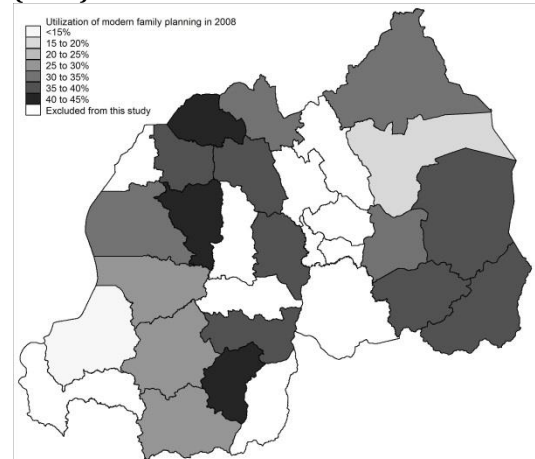 Utilization of modern family planning in 2008
<15%
15 to 20%
20 to 25%
25 to 30%
30 to 35%
35 to 40%
40 to 45%
Excluded from this study